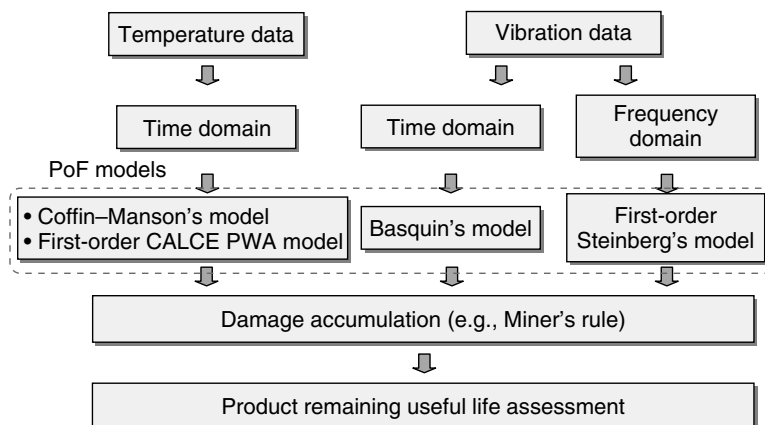 Temperature data
Vibration data
Time domain
Time domain
Frequency
domain
PoF models
• Coffin–Manson’s model
• First-order CALCE PWA model
Basquin’s model
First-order
Steinberg’s model
Damage accumulation (e.g., Miner’s rule)
Product remaining useful life assessment